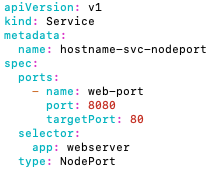 apiVersion: v1
kind: Service
metadata:
  name: hostname-svc-nodeport
spec:
  ports:
    - name: web-port
      port: 8080
      targetPort: 80
  selector:
    app: webserver
  type: NodePort